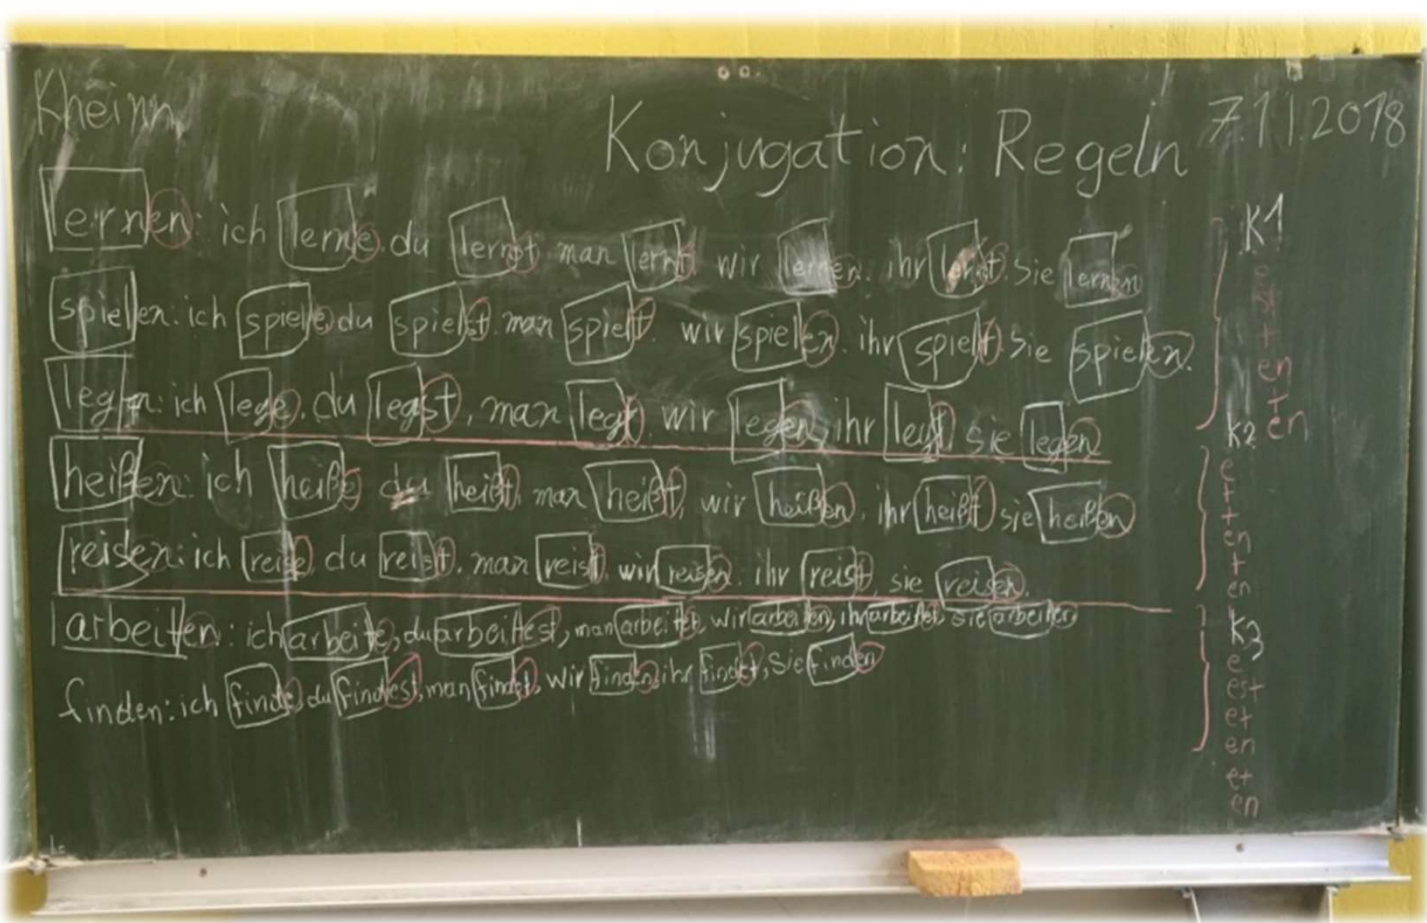 Konjugation: Regeln 7.11.2018
lernen: ich lerne. du lernst, man lernt, wir lernen. ihr lernt. Sie lernen
spielen: ich spiele, du spielst. man spielt. wir spielen. ihr spielt. Sie spielen.
legen: ich lege. du legst, man legt, wir legen, ihr legt, sie legen
heißen: ich heiße du heißt, man heißt, wir heißen, ihr heißt sie heißen
reisen: ich reise, du reist, man reist, wir reisen. ihr reist, sie reisen.
arbeiten: ich arbeite, du arbeitest, man arbeitet, wir arbeiten, ihr arbeitet, sie arbeiten
finden: ich finde, du findest, man findet, wir finden, ihr findet, Sie finden
K1
e
st
t
en
t
en
K2
e
t
t
en
t
en
K3
e
est
et
en
et
en